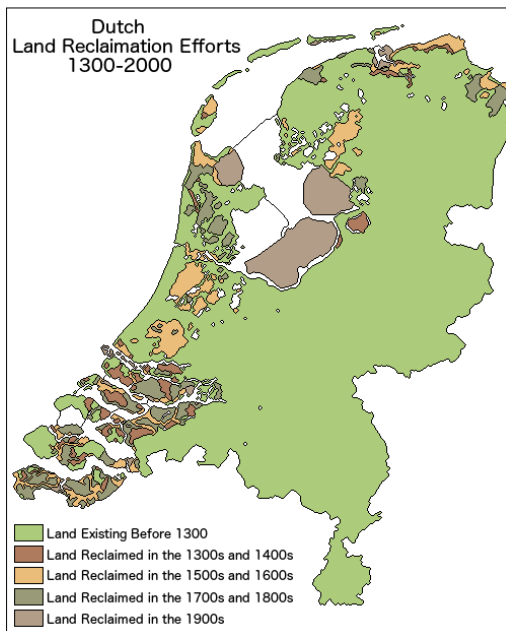 Dutch
Land Reclaimation Efforts
1300-2000
Land Existing Before 1300
Land Reclaimed in the 1300s and 1400s
Land Reclaimed in the 1500s and 1600s
Land Reclaimed in the 1700s and 1800s
Land Reclaimed in the 1900s